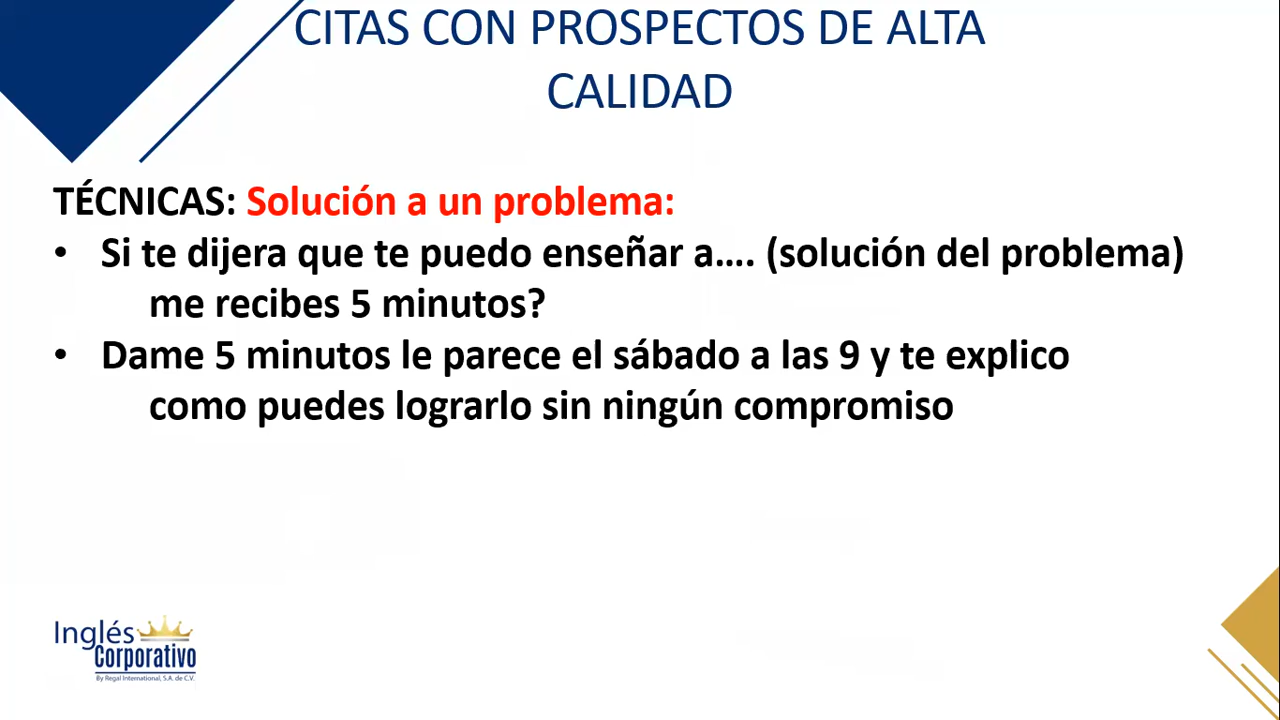 CITAS CON PROSPECTOS DE ALTA
CALIDAD
TÉCNICAS: Solución a un problema:
• Si te dijera que te puedo enseñar a.... (solución del problema)
me recibes 5 minutos?
• Dame 5 minutos le parece el sábado a las 9 y te explico
como puedes lograrlo sin ningún compromiso
Inglés
Corporativo
By Regal International, S.A. de C.V.